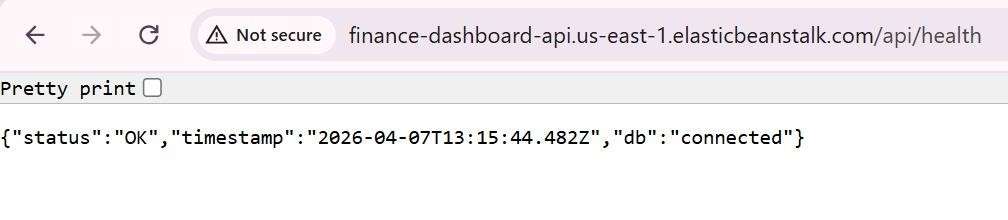 Not secure finance-dashboard-api.us-east-1.elasticbeanstalk.com/api/health
Pretty print
{"status":"OK","timestamp":"2026-04-07T13:15:44.482Z","db":"connected"}